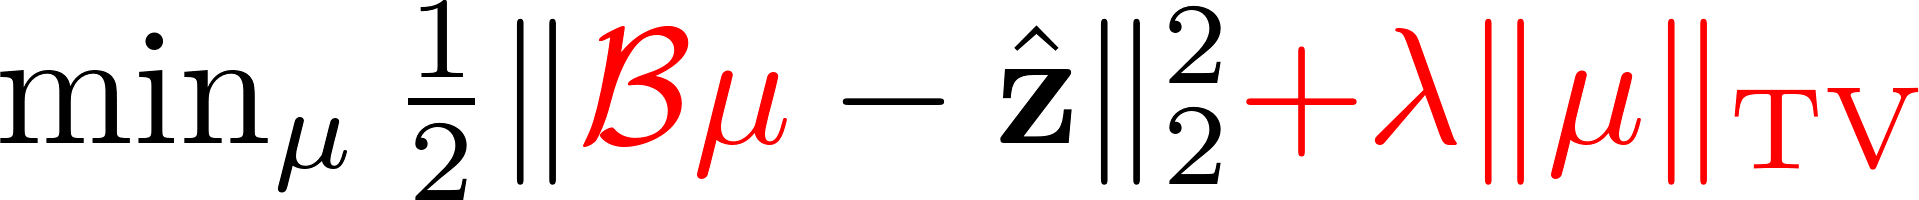 min_μ 1/2 ‖ℬμ − ẑ‖₂² + λ‖μ‖_TV